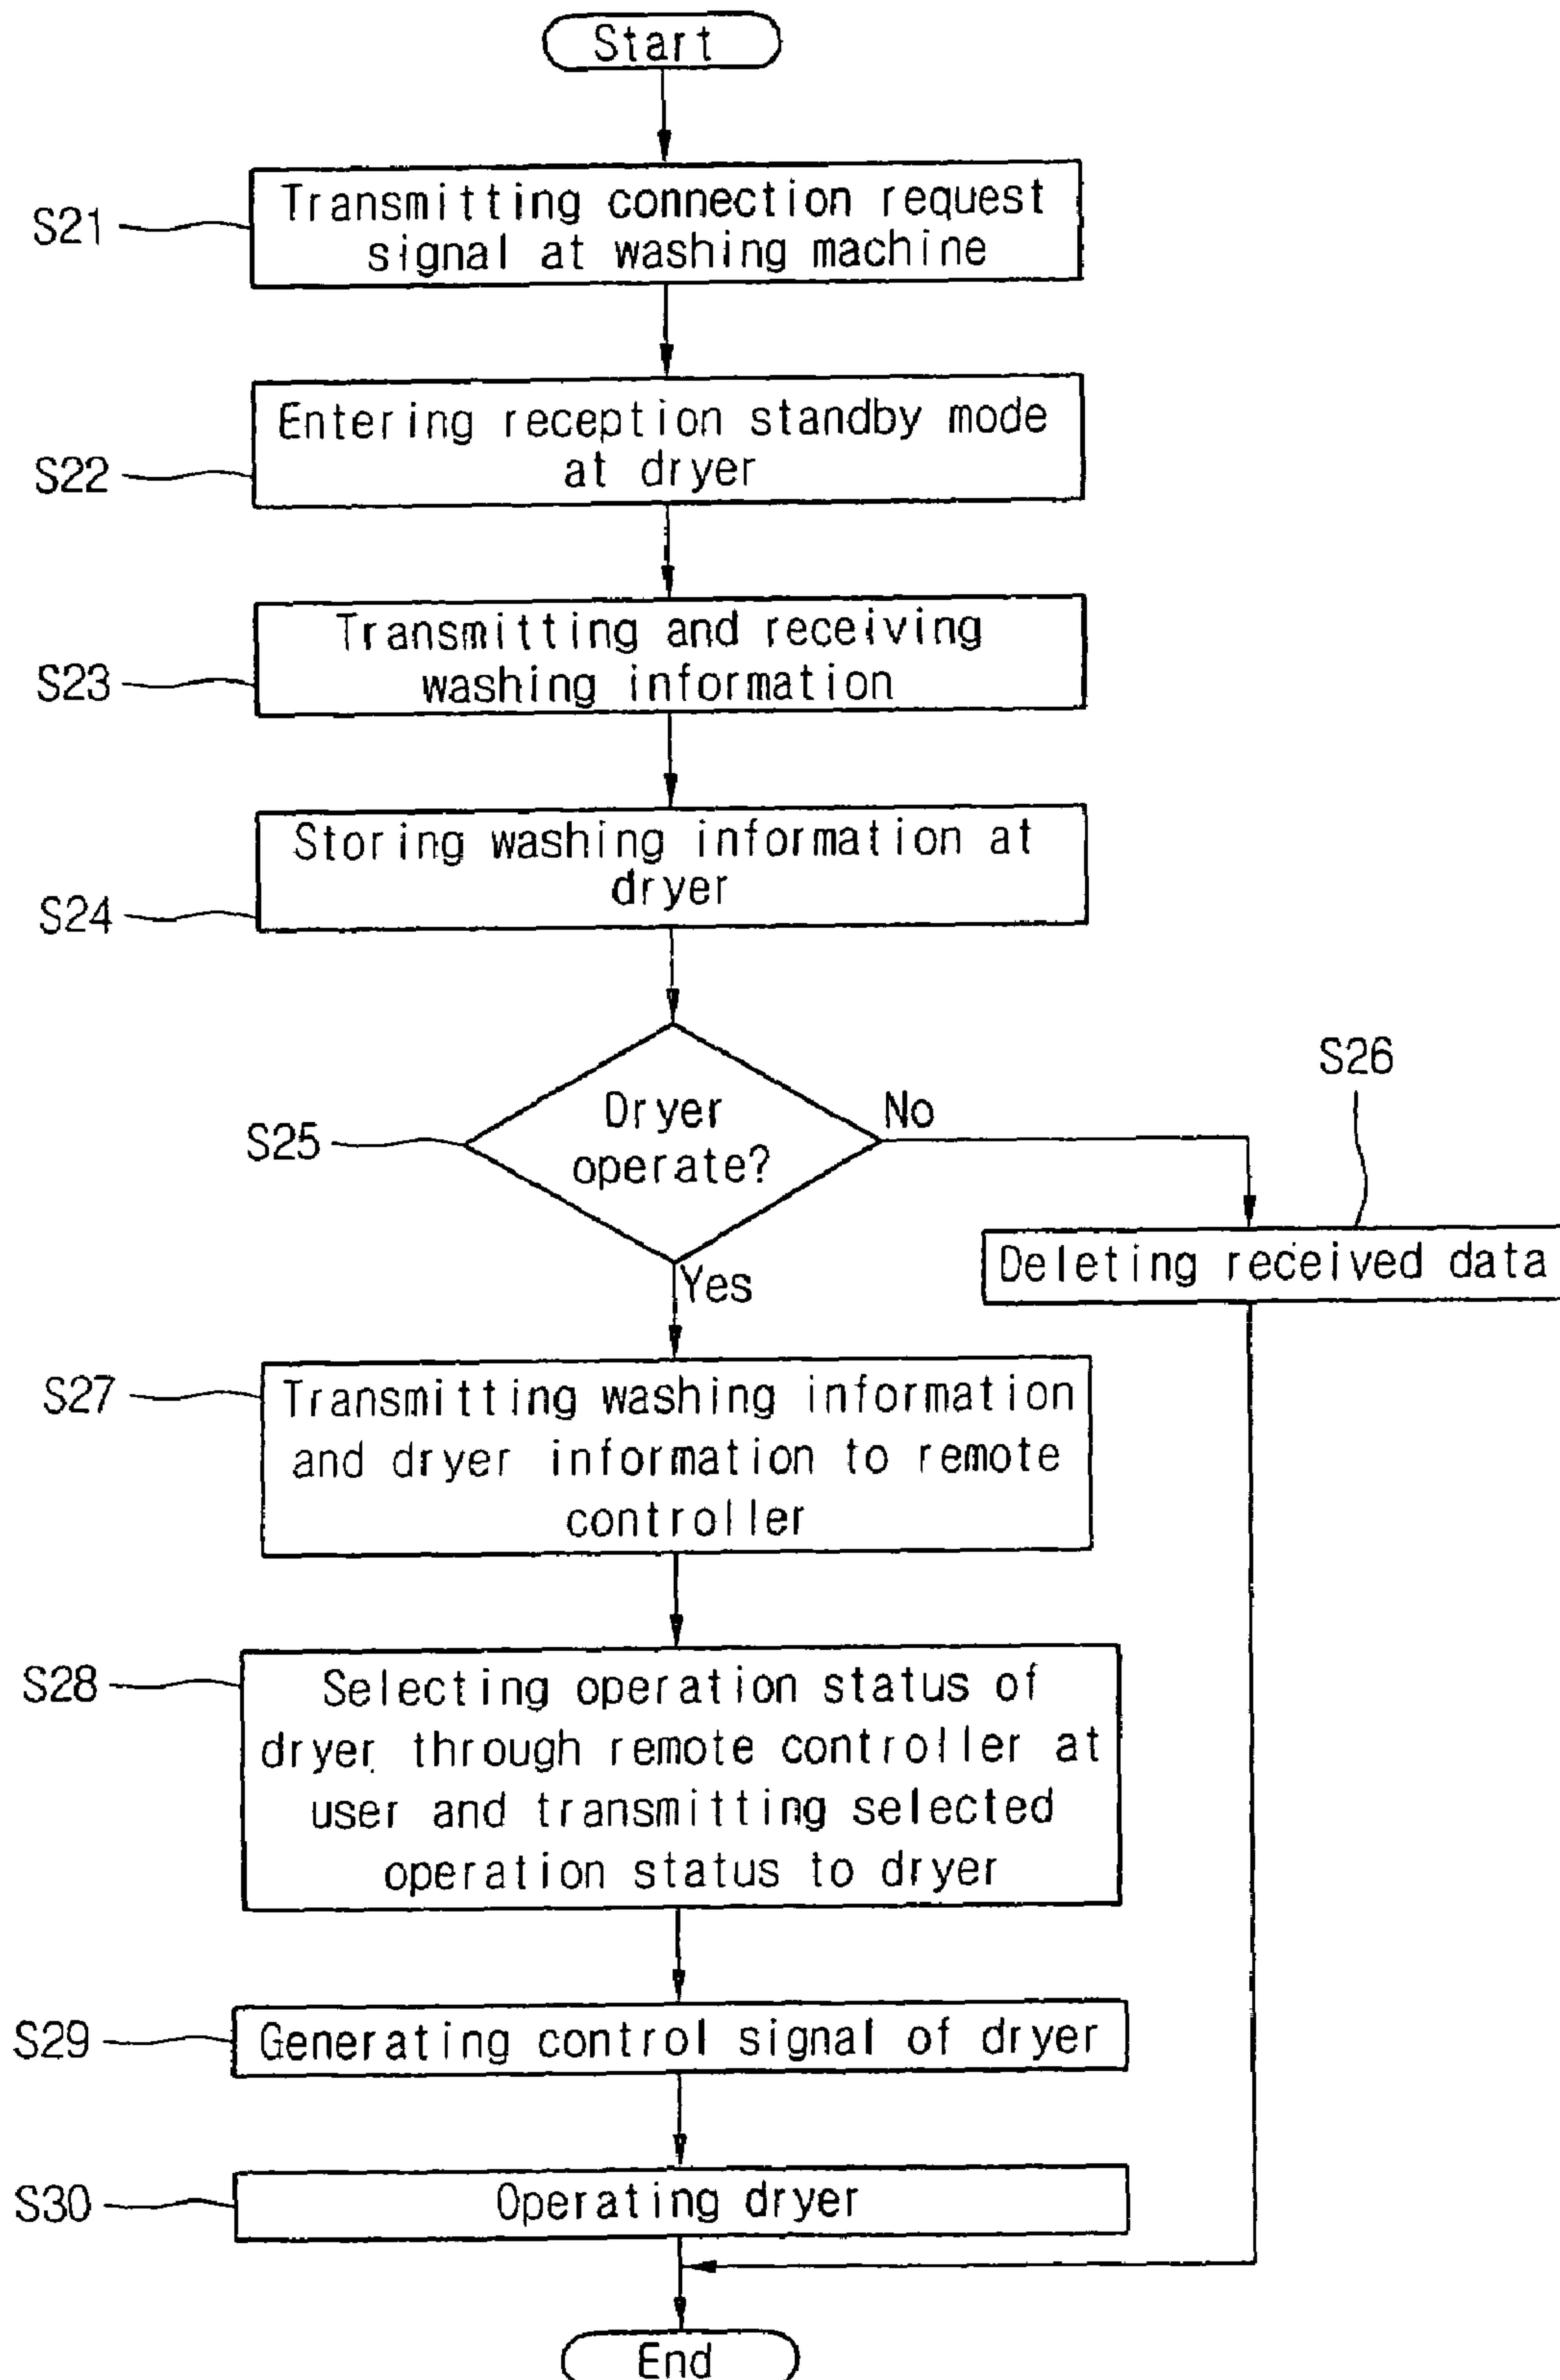 Start
S21
Transmitting connection request
signal at washing machine
S22
Entering reception standby mode
at dryer
S23
Transmitting and receiving
washing information
S24
Storing washing information at
dryer
S25
Dryer
operate?
No
Yes
S26
Deleting received data
S27
Transmitting washing information
and dryer information to remote
controller
S28
Selecting operation status of
dryer through remote controller at
user and transmitting selected
operation status to dryer
S29
Generating control signal of dryer
S30
Operating dryer
End